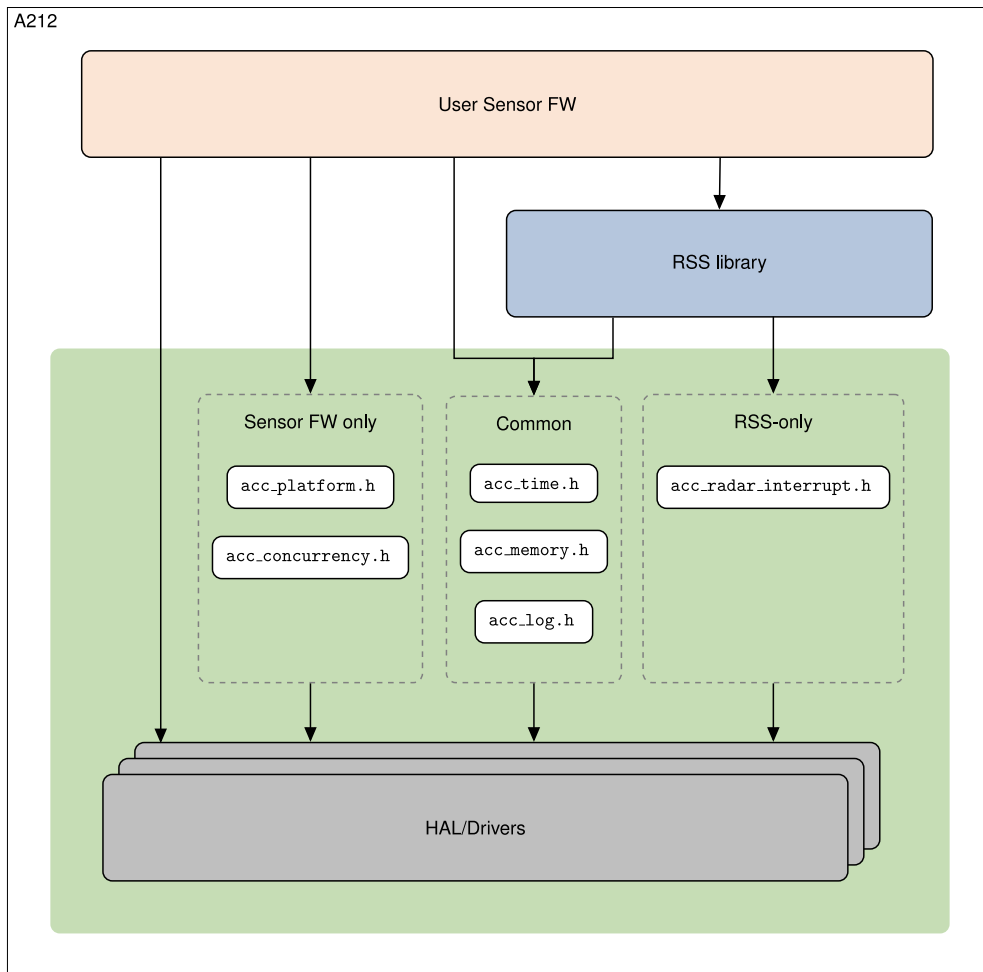 A212
User Sensor FW
RSS library
Sensor FW only
Common
RSS-only
acc_platform.h
acc_time.h
acc_radar_interrupt.h
acc_concurrency.h
acc_memory.h
acc_log.h
HAL/Drivers